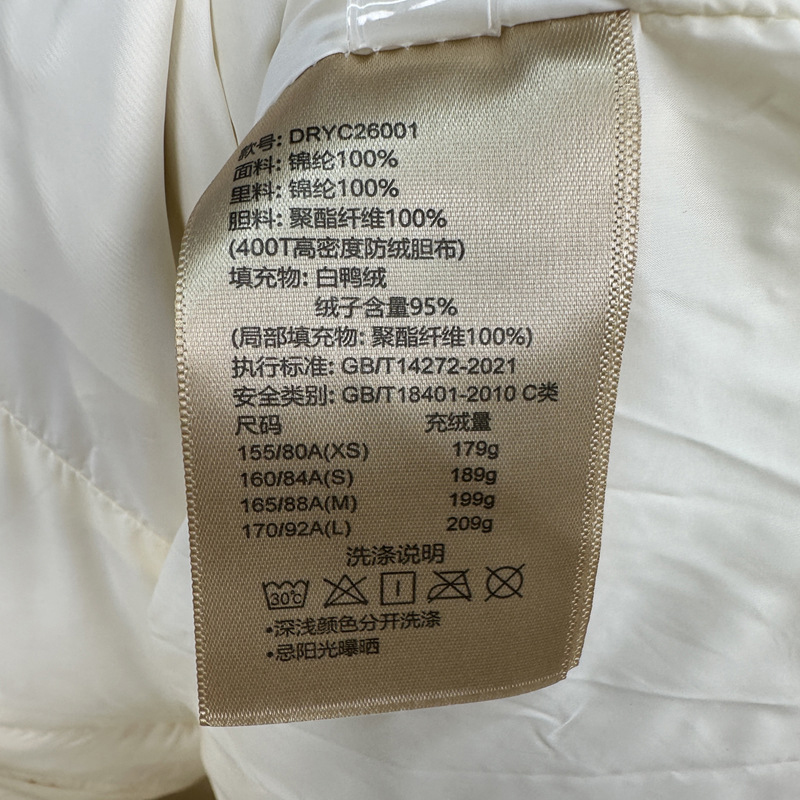 款号: DRYC26001
面料: 锦纶100%
里料: 锦纶100%
胆料: 聚酯纤维100%
(400T高密度防绒胆布)
填充物: 白鸭绒
绒子含量95%
(局部填充物: 聚酯纤维100%)
执行标准: GB/T14272-2021
安全类别: GB/T18401-2010 C类
尺码 充绒量
155/80A(XS) 179g
160/84A(S) 189g
165/88A(M) 199g
170/92A(L) 209g
洗涤说明
30℃
•深浅颜色分开洗涤
•忌阳光曝晒